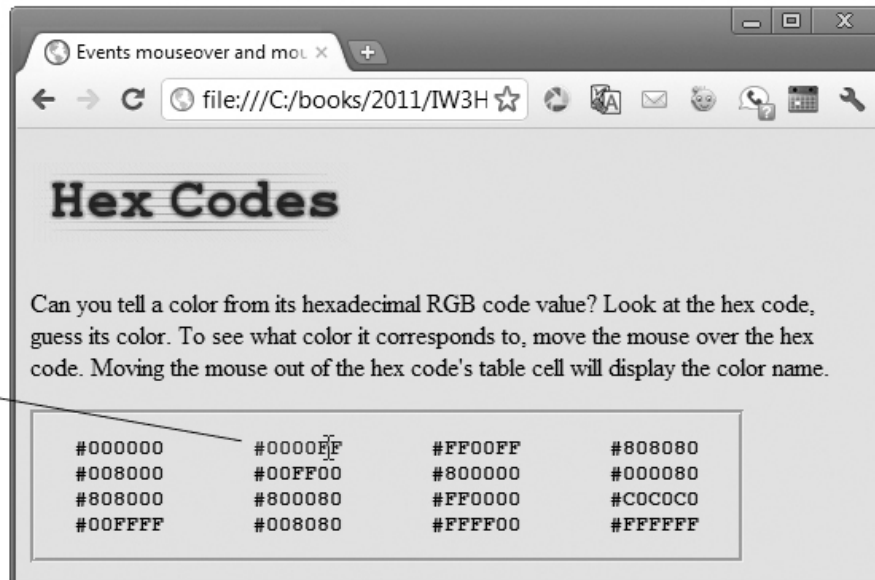 Events mouseover and mou
file:///C:/books/2011/IW3H
Hex Codes
Can you tell a color from its hexadecimal RGB code value? Look at the hex code,
guess its color. To see what color it corresponds to, move the mouse over the hex
code. Moving the mouse out of the hex code's table cell will display the color name.
#000000 #0000FF #FF00FF #808080
#008000 #00FF00 #800000 #000080
#808000 #800080 #FF0000 #C0C0C0
#00FFFF #008080 #FFFF00 #FFFFFF